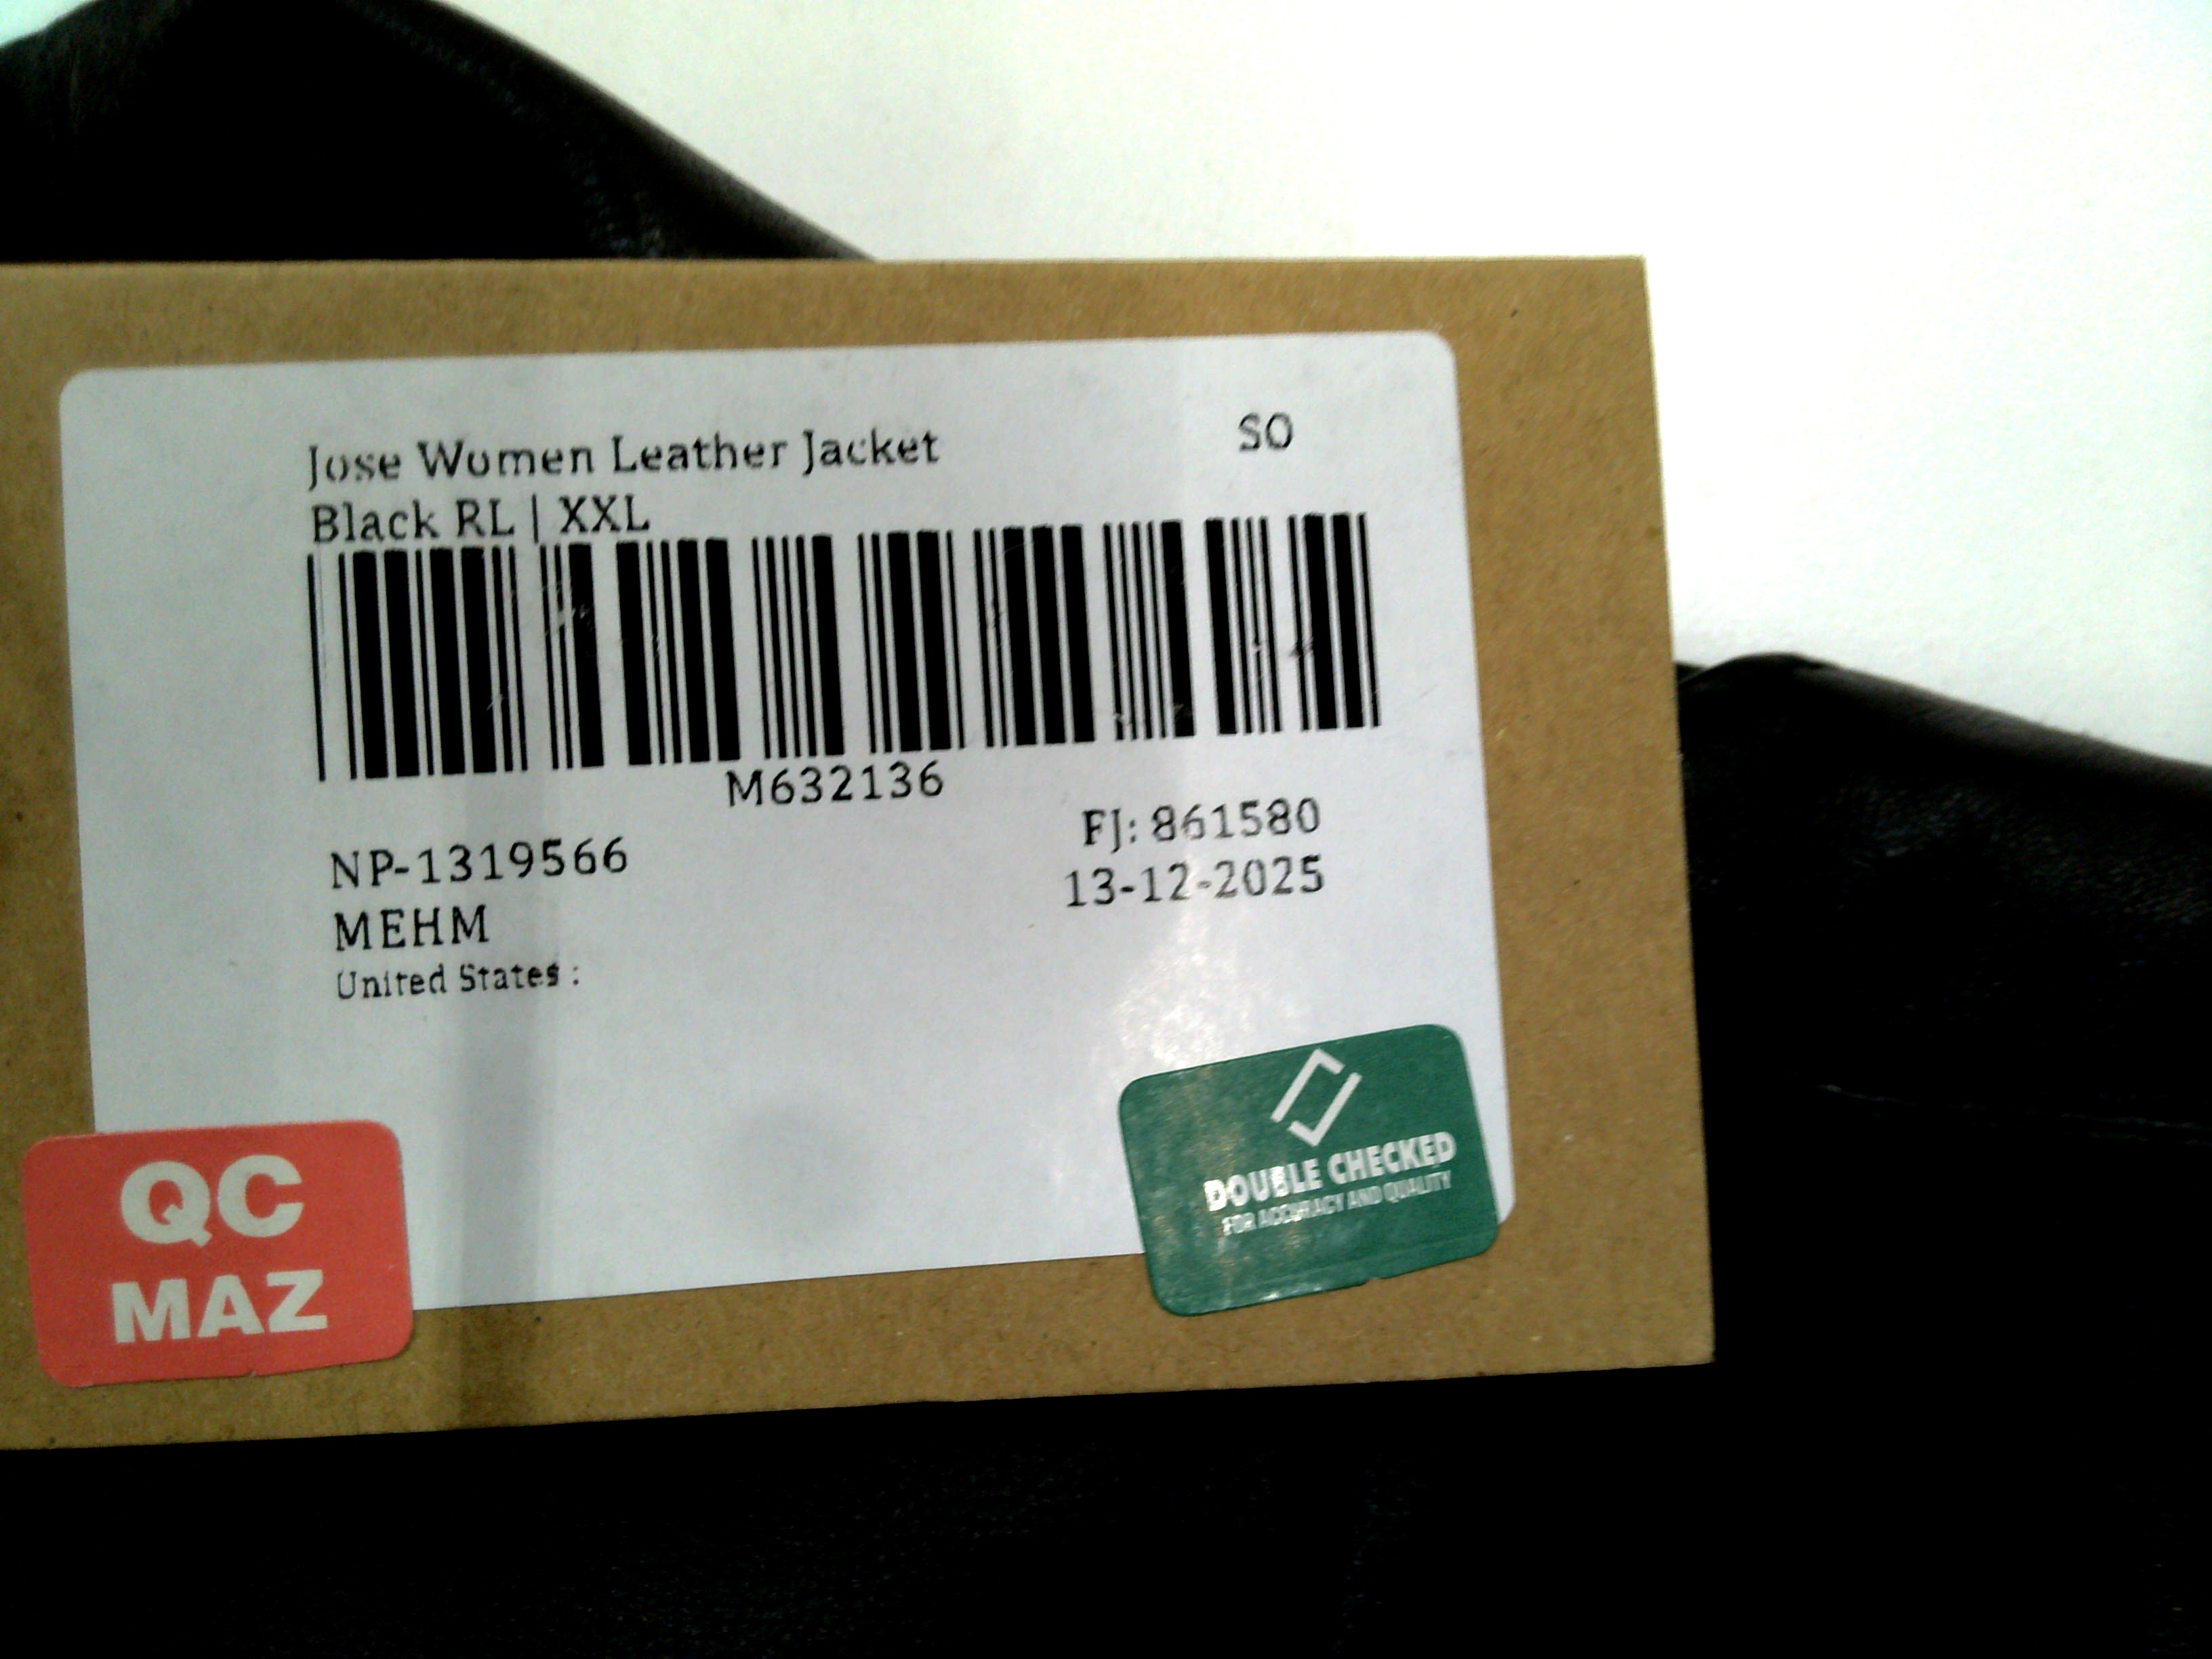 Jose Women Leather Jacket
SO
Black RL | XXL
M632136
FJ: 861580
NP-1319566
13-12-2025
MEHM
United States :
QC
MAZ
DOUBLE CHECKED
FOR ACCURACY AND QUALITY